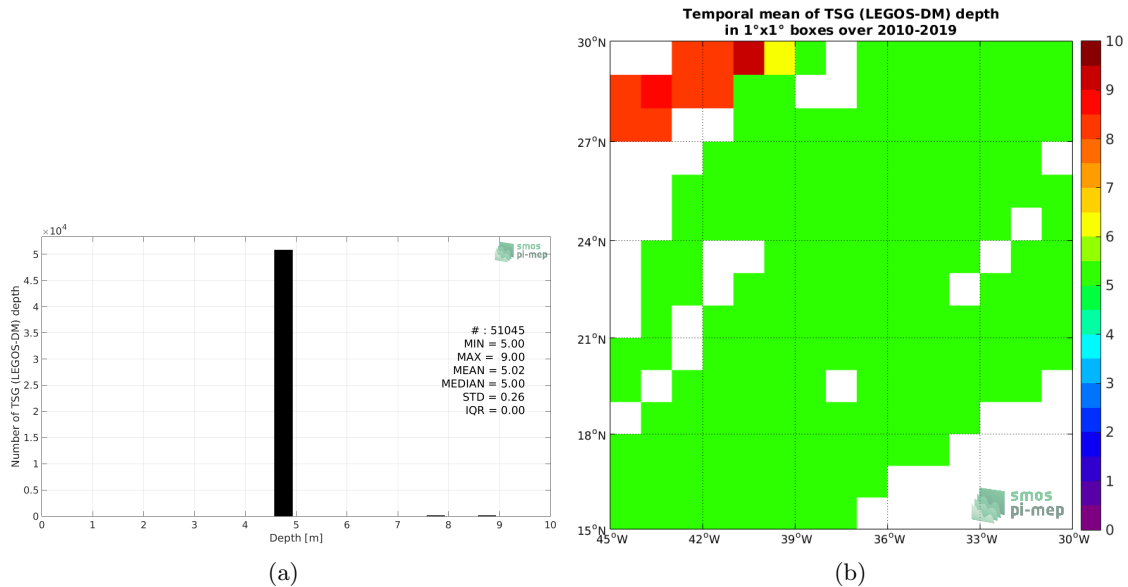 Temporal mean of TSG (LEGOS-DM) depth
in 1°x1° boxes over 2010-2019
×10⁴
5
4.5
4
3.5
3
2.5
2
1.5
1
0.5
0
Number of TSG (LEGOS-DM) depth
smos
pi-mep
# : 51045
MIN = 5.00
MAX = 9.00
MEAN = 5.02
MEDIAN = 5.00
STD = 0.26
IQR = 0.00
0 1 2 3 4 5 6 7 8 9 10
Depth [m]
(a)
30°N
27°N
24°N
21°N
18°N
15°N
45°W 42°W 39°W 36°W 33°W 30°W
smos
pi-mep
10
9
8
7
6
5
4
3
2
1
0
(b)